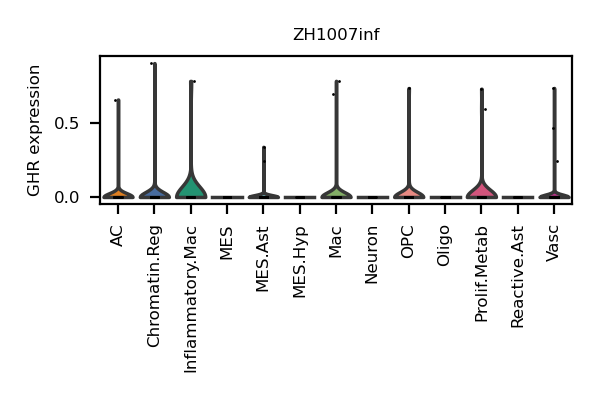 ZH1007inf
GHR expression
0.5
0.0
AC
Chromatin.Reg
Inflammatory.Mac
MES
MES.Ast
MES.Hyp
Mac
Neuron
OPC
Oligo
Prolif.Metab
Reactive.Ast
Vasc